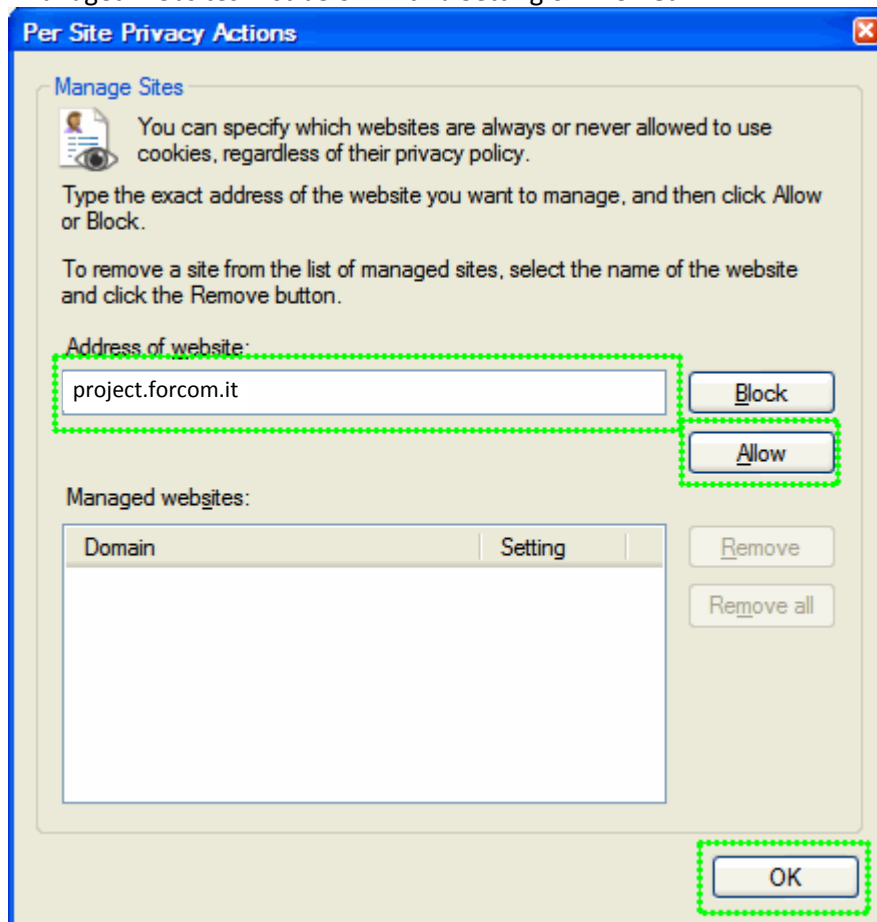 Per Site Privacy Actions
Manage Sites
You can specify which websites are always or never allowed to use
cookies, regardless of their privacy policy.
Type the exact address of the website you want to manage, and then click Allow
or Block.
To remove a site from the list of managed sites, select the name of the website
and click the Remove button.
Address of website:
project.forcom.it
Block
Allow
Managed websites:
Domain Setting
Remove
Remove all
OK